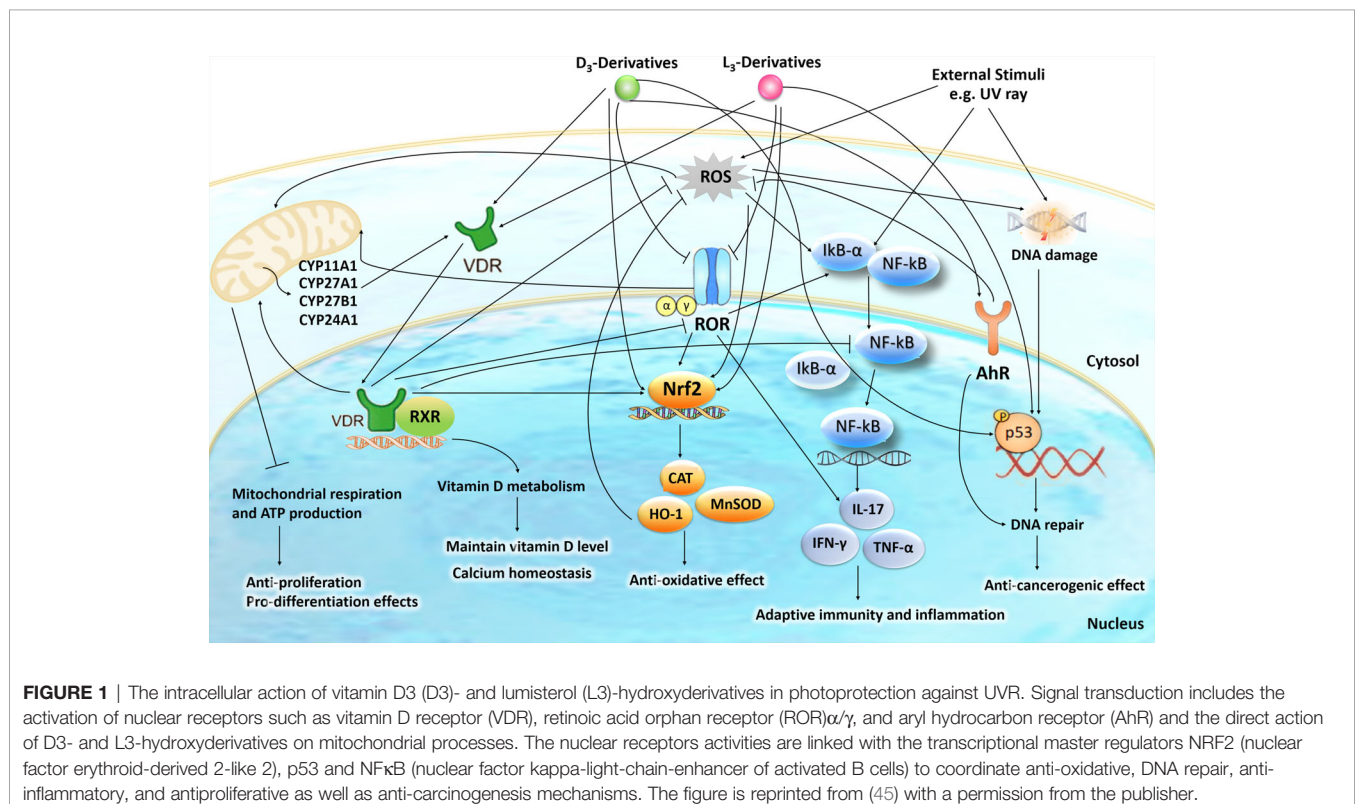 D3-Derivatives
L3-Derivatives
External Stimuli
e.g. UV ray
ROS
CYP11A1
CYP27A1
CYP27B1
CYP24A1
VDR
IkB-α
NF-kB
DNA damage
α
γ
ROR
NF-kB
IkB-α
AhR
Cytosol
VDR
RXR
Nrf2
NF-kB
P
p53
Mitochondrial respiration
and ATP production
Vitamin D metabolism
CAT
HO-1
MnSOD
IL-17
IFN-γ
TNF-α
DNA repair
Maintain vitamin D level
Calcium homeostasis
Anti-proliferation
Pro-differentiation effects
Anti-oxidative effect
Adaptive immunity and inflammation
Anti-cancerogenic effect
Nucleus
FIGURE 1 | The intracellular action of vitamin D3 (D3)- and lumisterol (L3)-hydroxyderivatives in photoprotection against UVR. Signal transduction includes the
activation of nuclear receptors such as vitamin D receptor (VDR), retinoic acid orphan receptor (ROR)α/γ, and aryl hydrocarbon receptor (AhR) and the direct action
of D3- and L3-hydroxyderivatives on mitochondrial processes. The nuclear receptors activities are linked with the transcriptional master regulators NRF2 (nuclear
factor erythroid-derived 2-like 2), p53 and NFκB (nuclear factor kappa-light-chain-enhancer of activated B cells) to coordinate anti-oxidative, DNA repair, anti-
inflammatory, and antiproliferative as well as anti-carcinogenesis mechanisms. The figure is reprinted from (45) with a permission from the publisher.